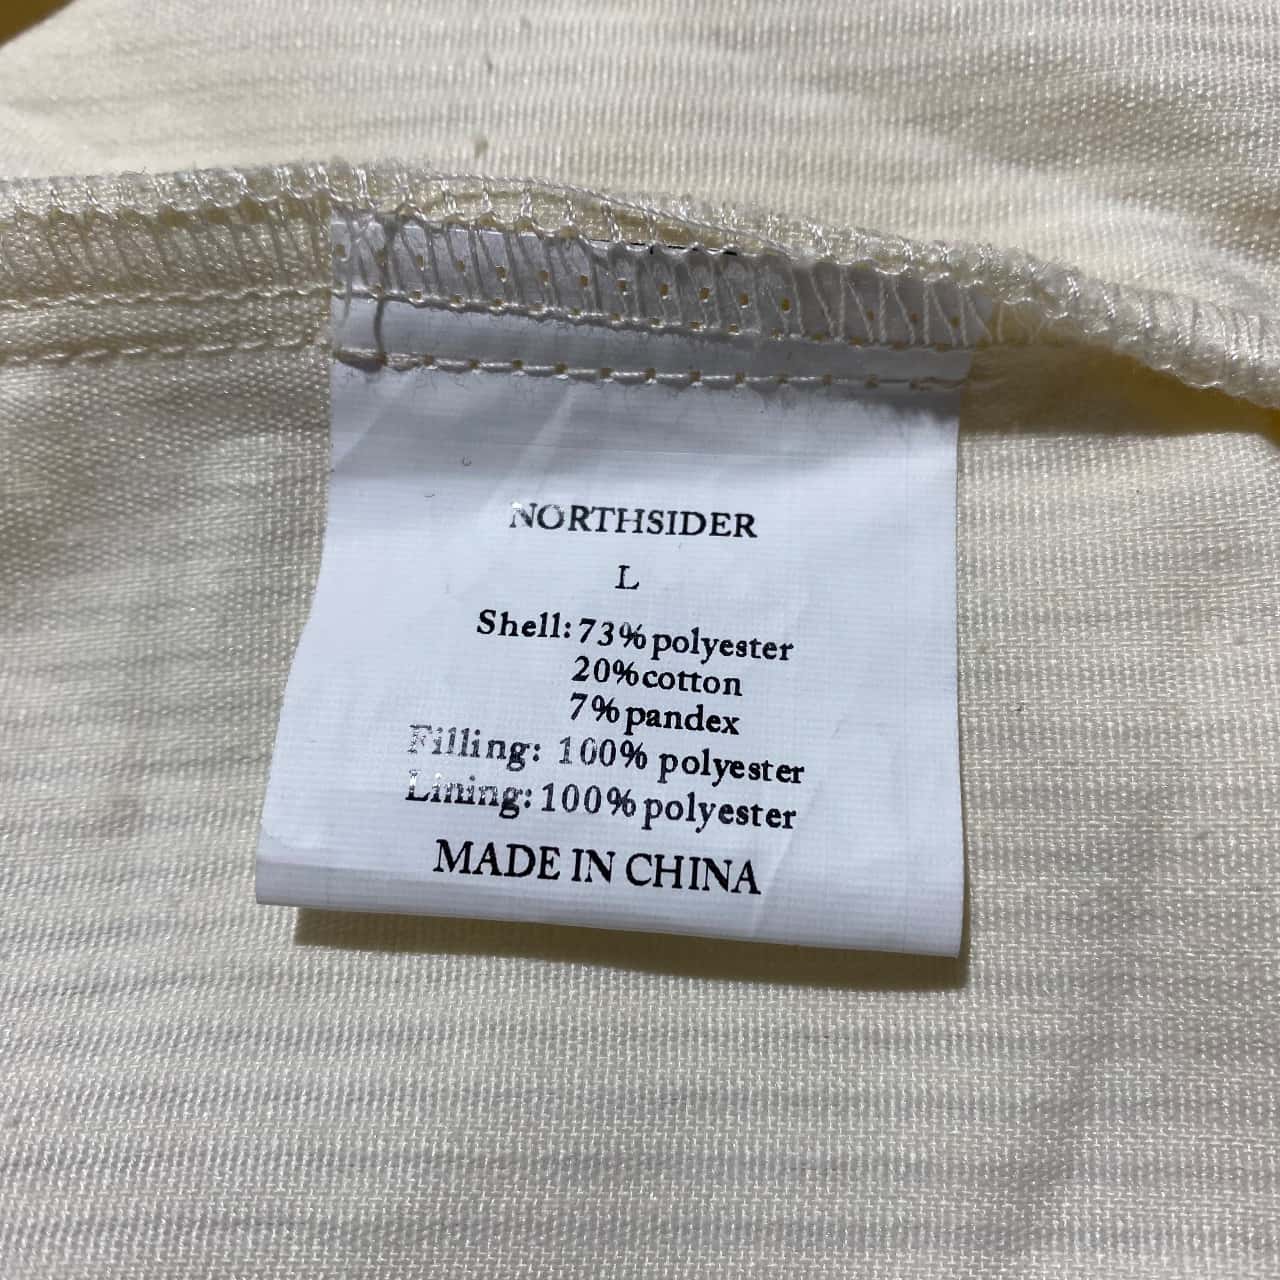 NORTHSIDER
L
Shell: 73% polyester
20% cotton
7% pandex
Filling: 100% polyester
Lining: 100% polyester
MADE IN CHINA